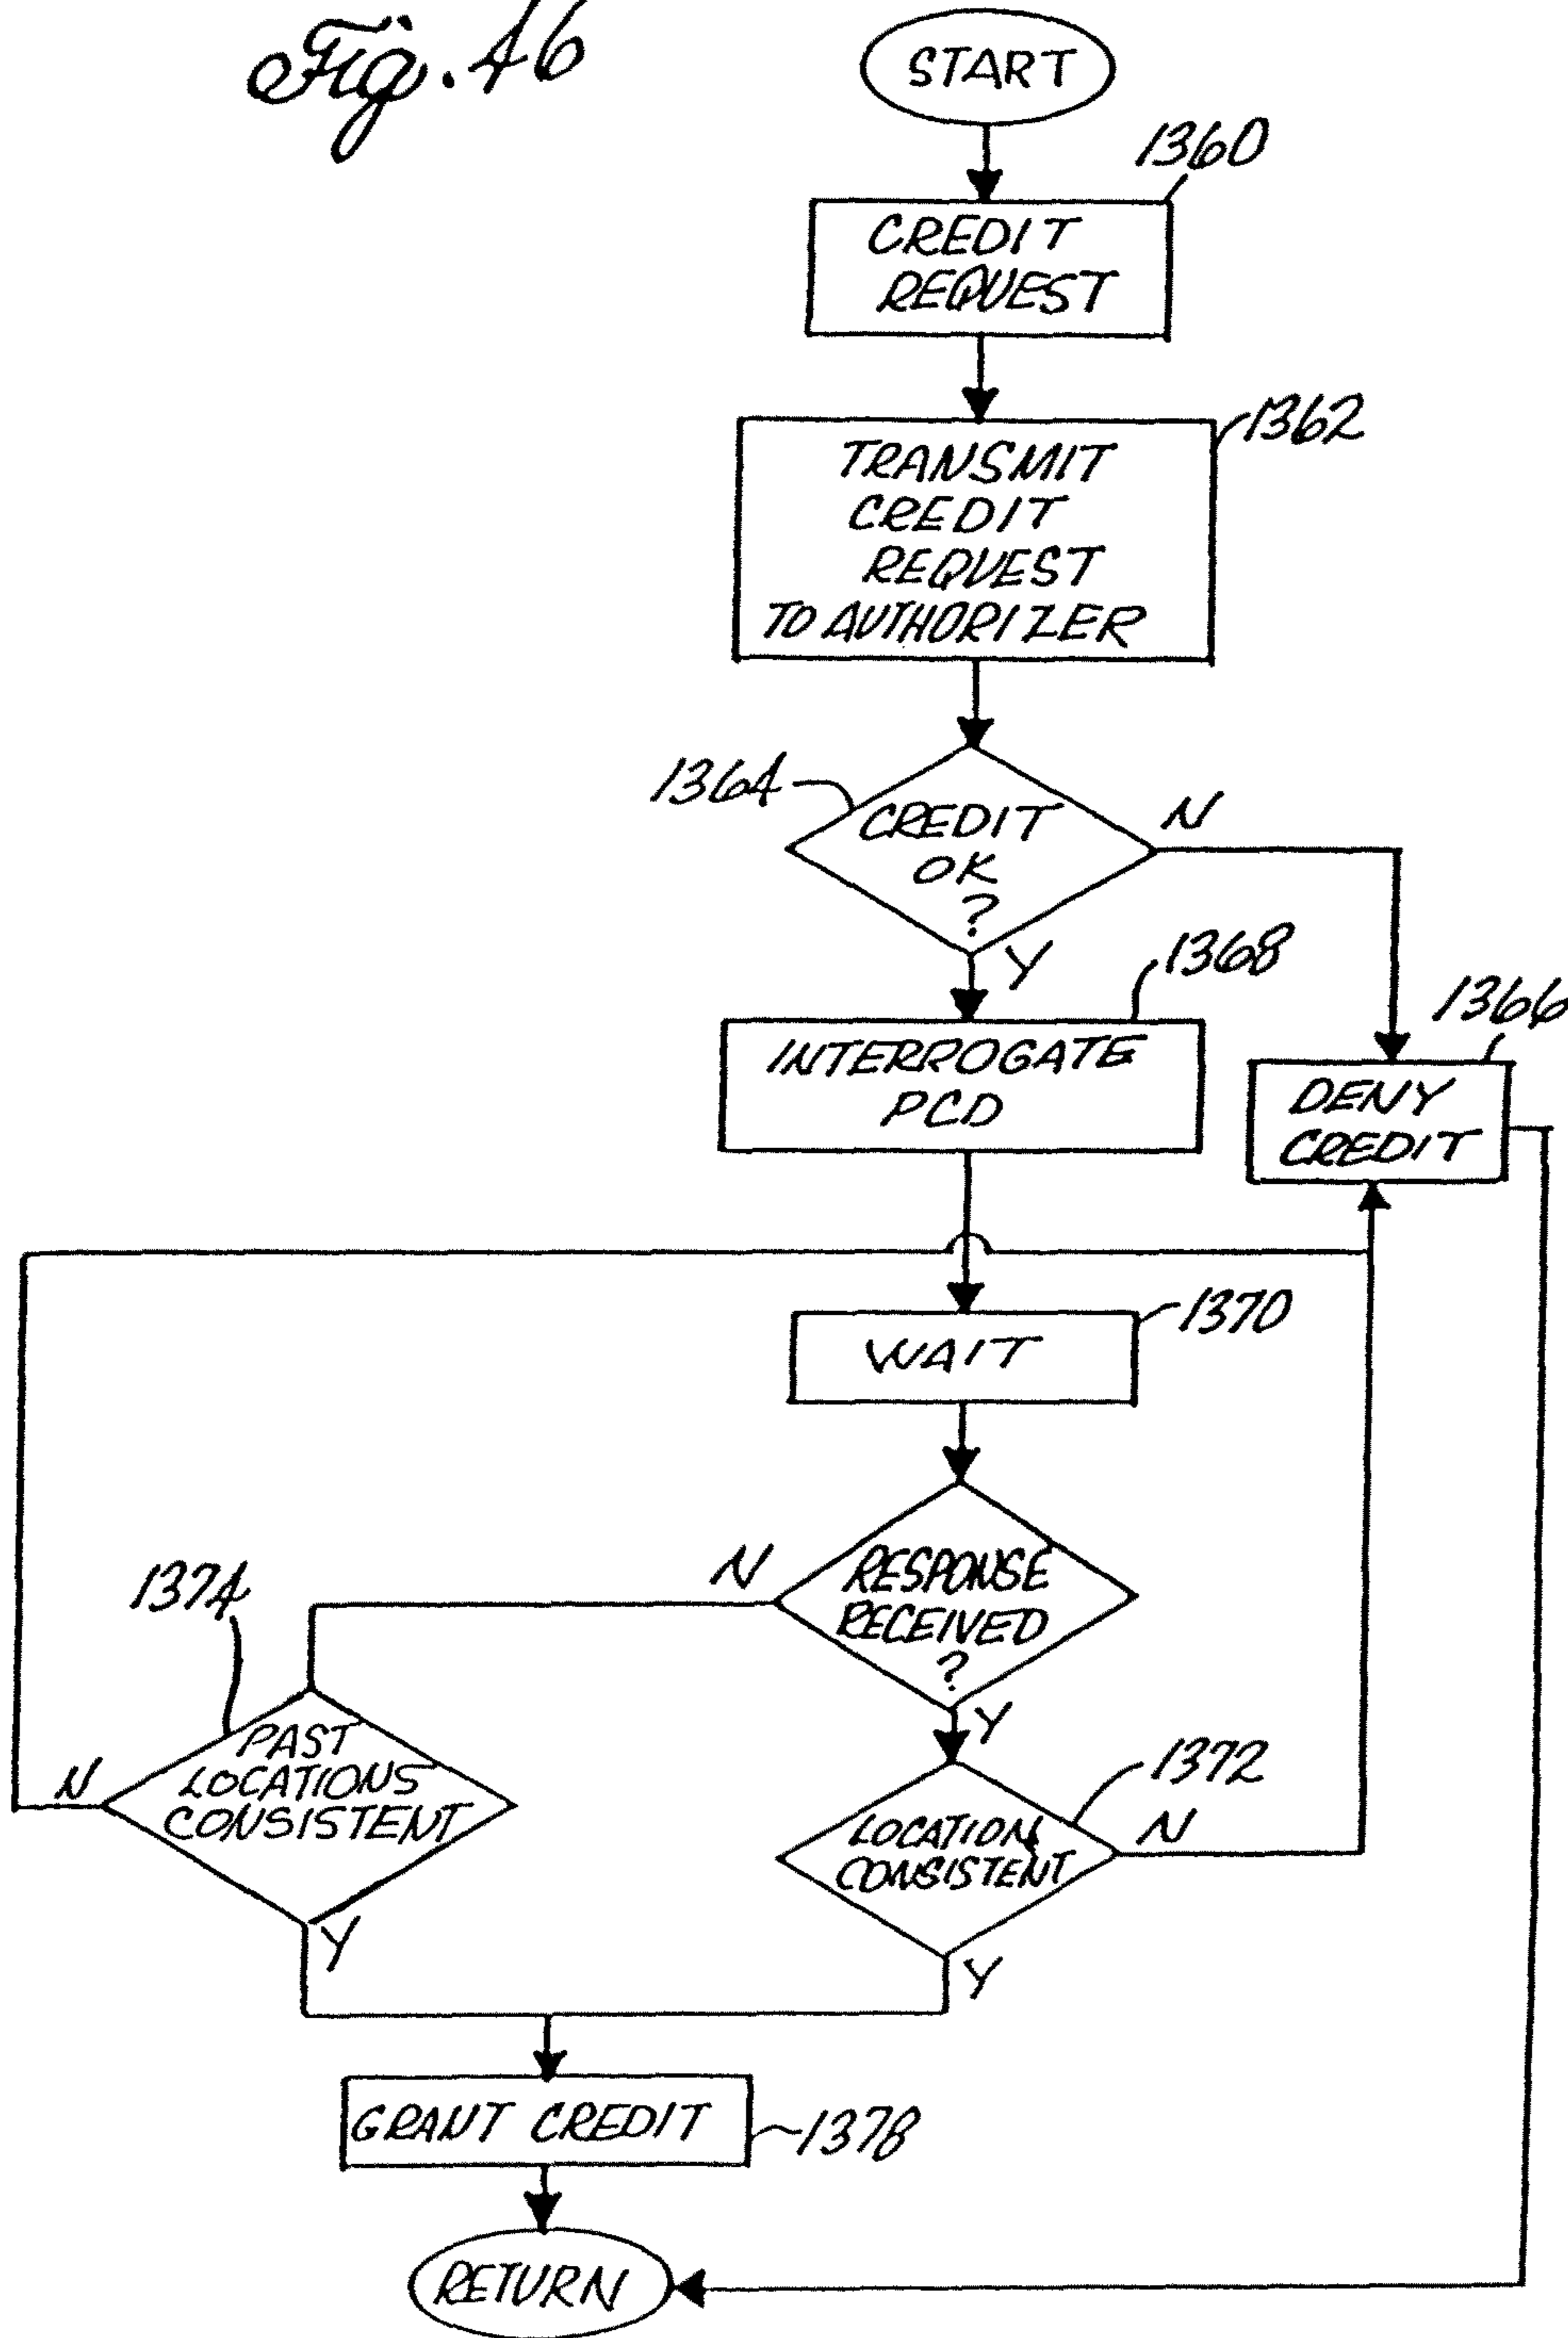 Fig. 46
START
1360
CREDIT
REQUEST
1362
TRANSMIT
CREDIT
REQUEST
TO AUTHORIZER
1364
CREDIT
OK
?
N
Y
1368
INTERROGATE
PCD
1366
DENY
CREDIT
1370
WAIT
RESPONSE
RECEIVED
?
N
Y
1374
PAST
LOCATIONS
CONSISTENT
N
Y
1372
LOCATION
CONSISTENT
N
Y
GRANT CREDIT
1378
RETURN